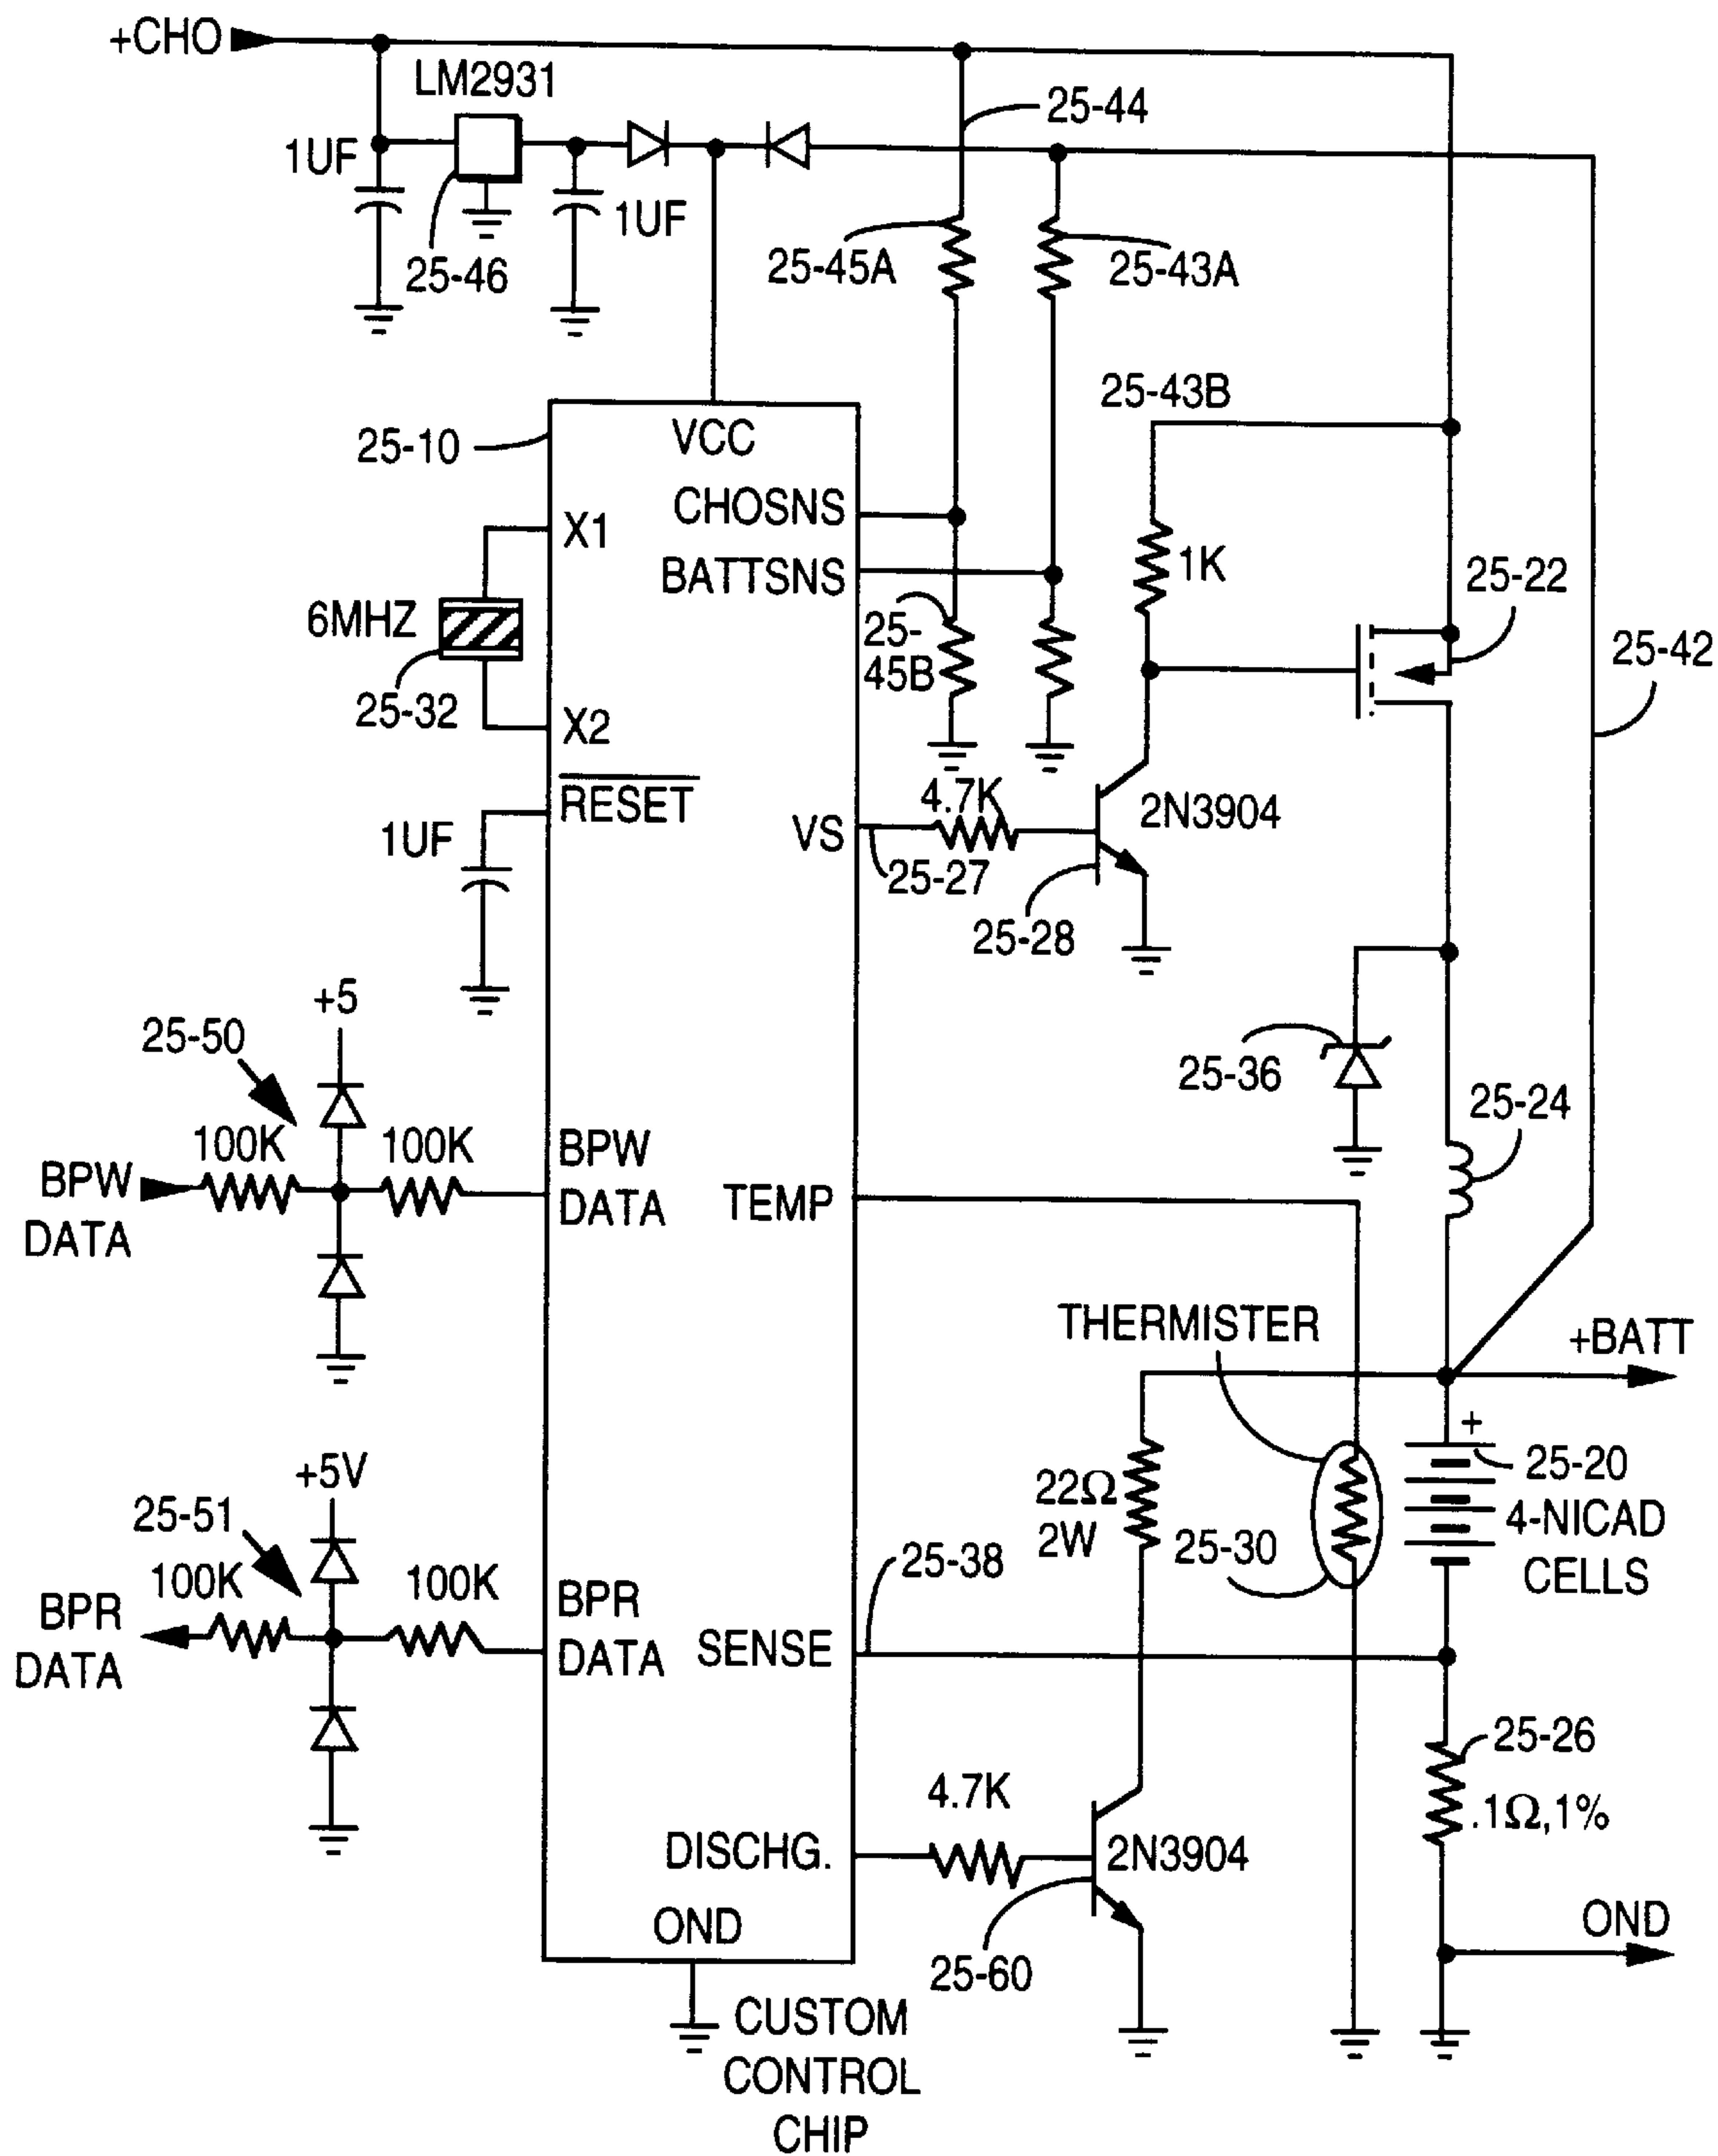 +CHO
LM2931
1UF
1UF
25-46
25-44
25-45A
25-43A
25-43B
25-10
VCC
CHOSNS
BATTSNS
X1
6MHZ
25-32
X2
RESET
1UF
25-
45B
1K
25-22
25-42
VS
4.7K
25-27
2N3904
25-28
25-36
25-24
+5
25-50
100K
100K
BPW
DATA
BPW
DATA
TEMP
THERMISTER
+BATT
+
25-20
4-NICAD
CELLS
22Ω
2W
25-30
25-38
+5V
25-51
100K
100K
BPR
DATA
BPR
DATA
SENSE
25-26
.1Ω,1%
DISCHG.
4.7K
2N3904
25-60
OND
OND
CUSTOM
CONTROL
CHIP